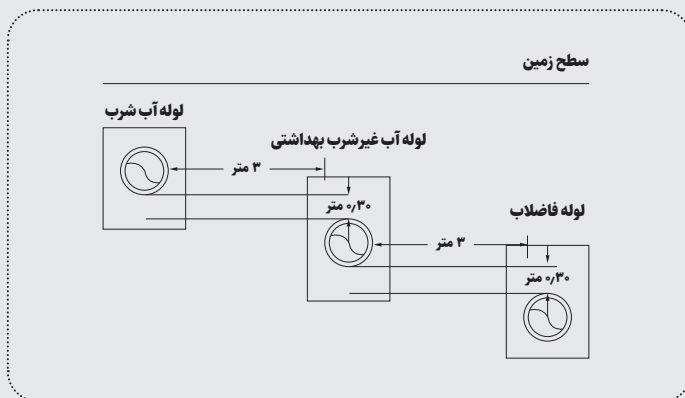 سطح زمین
لوله آب شرب
لوله آب غیرشرب بهداشتی
۳ متر
۰٫۳۰ متر
لوله فاضلاب
۳ متر
۰٫۳۰ متر